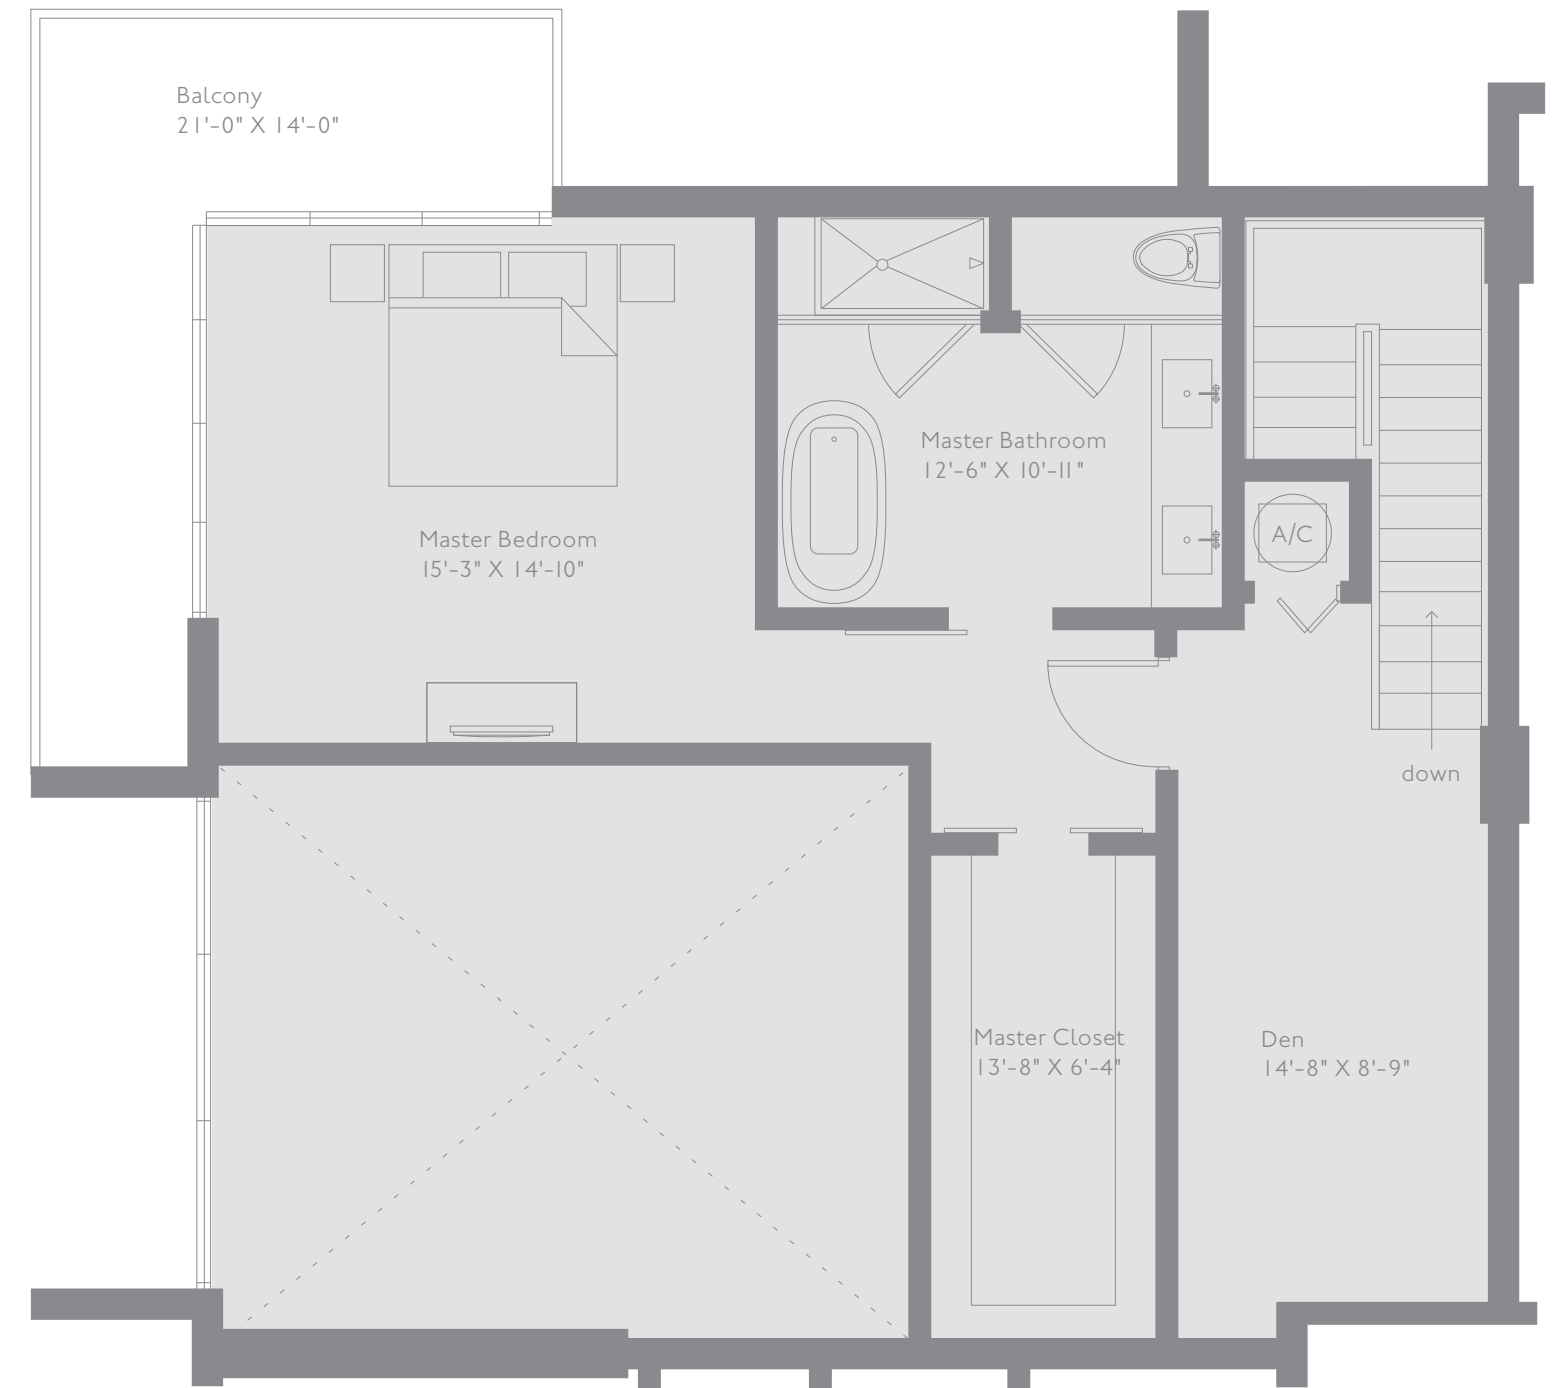 Balcony
21'-0" X 14'-0"
Master Bathroom
12'-6" X 10'-11"
Master Bedroom
15'-3" X 14'-10"
A/C
down
Master Closet
13'-8" X 6'-4"
Den
14'-8" X 8'-9"